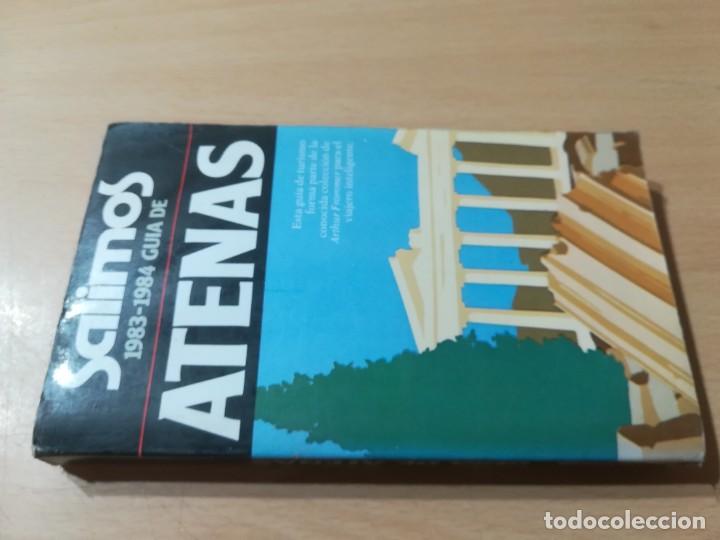 Salimos
1983-1984 GUIA DE
ATENAS
Esta guía de turismo
forma parte de la
conocida colección de
Arthur Frommer para el
viajero inteligente.
todocoleccion